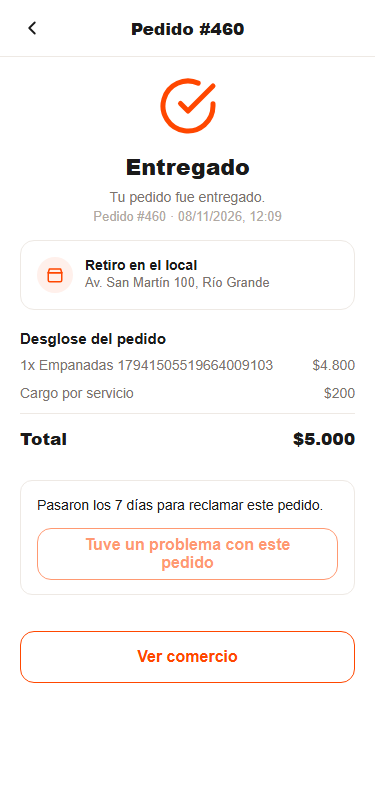 Pedido #460
Entregado
Tu pedido fue entregado.
Pedido #460 · 08/11/2026, 12:09
Retiro en el local
Av. San Martín 100, Río Grande
Desglose del pedido
1x Empanadas 17941505519664009103 $4.800
Cargo por servicio $200
Total $5.000
Pasaron los 7 días para reclamar este pedido.
Tuve un problema con este
pedido
Ver comercio